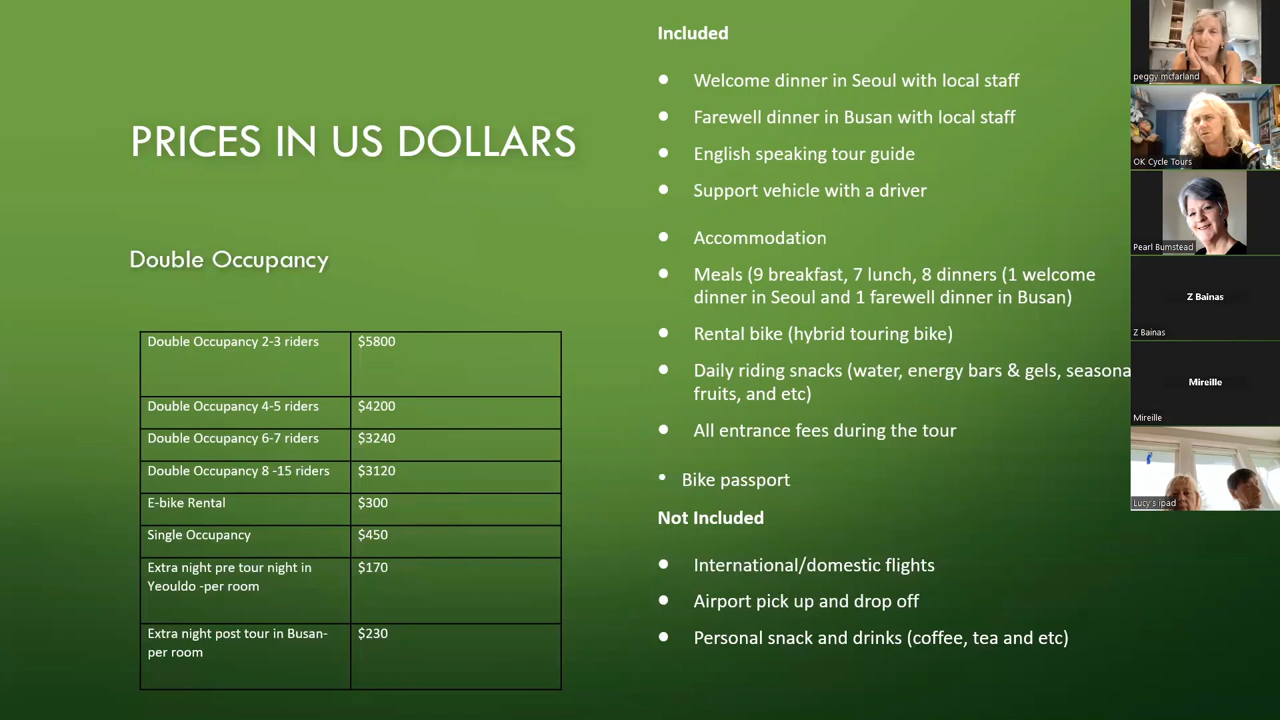 PRICES IN US DOLLARS
Double Occupancy
Double Occupancy 2-3 riders $5800
Double Occupancy 4-5 riders $4200
Double Occupancy 6-7 riders $3240
Double Occupancy 8 -15 riders $3120
E-bike Rental $300
Single Occupancy $450
Extra night pre tour night in $170
Yeouldo -per room
Extra night post tour in Busan- $230
per room
Included
• Welcome dinner in Seoul with local staff
• Farewell dinner in Busan with local staff
• English speaking tour guide
• Support vehicle with a driver
• Accommodation
• Meals (9 breakfast, 7 lunch, 8 dinners (1 welcome
dinner in Seoul and 1 farewell dinner in Busan)
• Rental bike (hybrid touring bike)
• Daily riding snacks (water, energy bars & gels, seasona
fruits, and etc)
• All entrance fees during the tour
• Bike passport
Not Included
• International/domestic flights
• Airport pick up and drop off
• Personal snack and drinks (coffee, tea and etc)
peggy mcfarland
OK Cycle Tours
Pearl Bumstead
Z Bainas
Z Bainas
Mireille
Mireille
Lucy's ipad